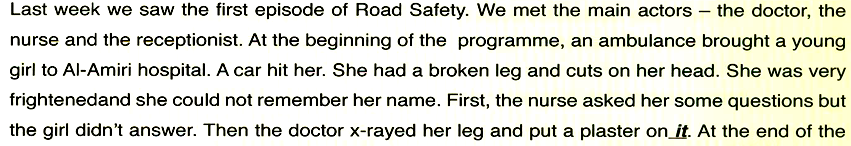 Last week we saw the first episode of Road Safety. We met the main actors – the doctor, the
nurse and the receptionist. At the beginning of the programme, an ambulance brought a young
girl to Al-Amiri hospital. A car hit her. She had a broken leg and cuts on her head. She was very
frightenedand she could not remember her name. First, the nurse asked her some questions but
the girl didn't answer. Then the doctor x-rayed her leg and put a plaster on it. At the end of the